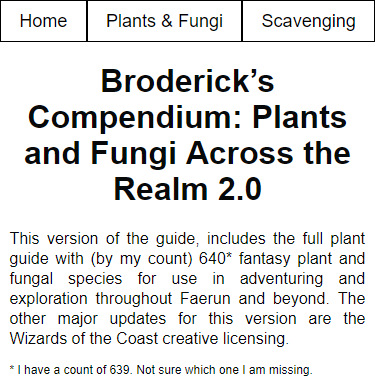 Home
Plants & Fungi
Scavenging
Broderick’s
Compendium: Plants
and Fungi Across the
Realm 2.0
This version of the guide, includes the full plant
guide with (by my count) 640* fantasy plant and
fungal species for use in adventuring and
exploration throughout Faerun and beyond. The
other major updates for this version are the
Wizards of the Coast creative licensing.
* I have a count of 639. Not sure which one I am missing.